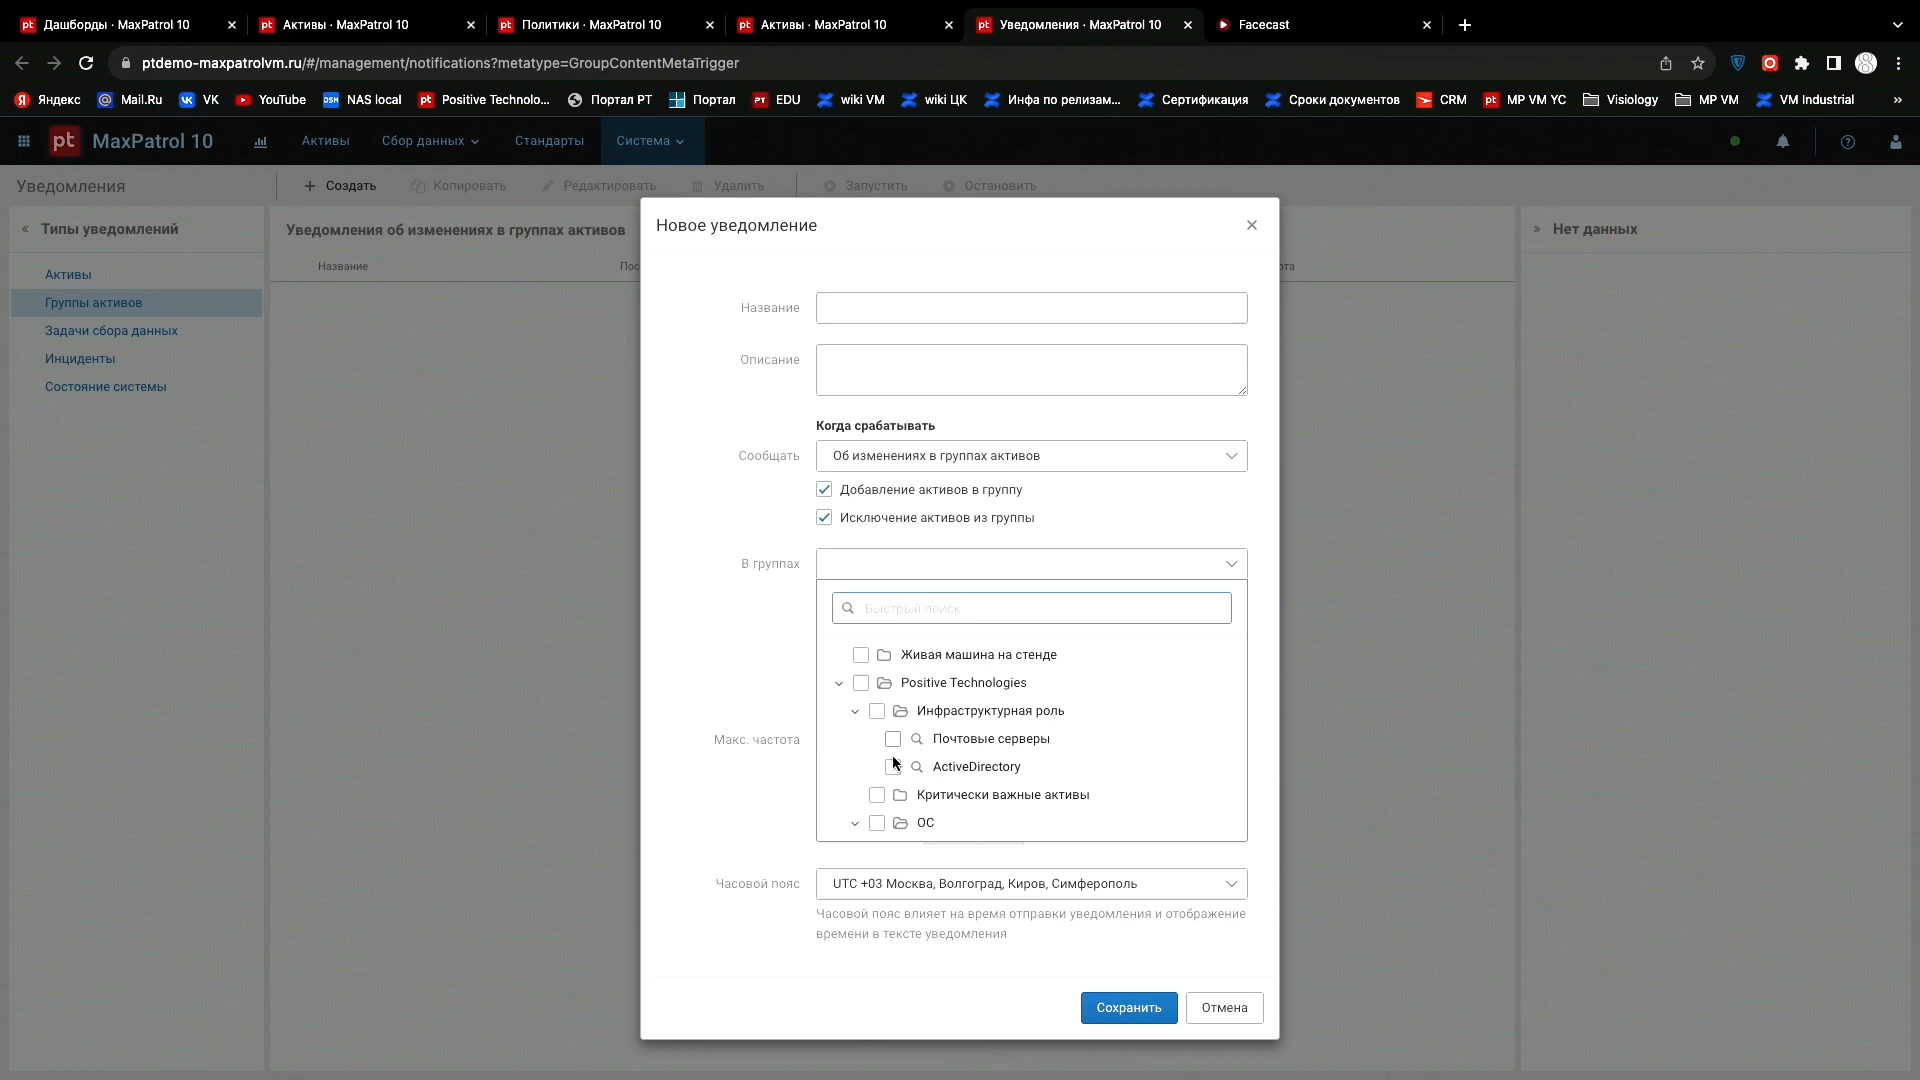 Дашборды · MaxPatrol 10
Активы · MaxPatrol 10
Политики · MaxPatrol 10
Активы · MaxPatrol 10
Уведомления · MaxPatrol 10
Facecast
ptdemo-maxpatrolvm.ru/#/management/notifications?metatype=GroupContentMetaTrigger
Яндекс
Mail.Ru
VK
YouTube
NAS local
Positive Technolo...
Портал PT
Портал
EDU
wiki VM
wiki ЦК
Инфа по релизам...
Сертификация
Сроки документов
CRM
MP VM YC
Visiology
MP VM
VM Industrial
»
pt MaxPatrol 10
Активы
Сбор данных
Стандарты
Система
Уведомления
Создать
Копировать
Редактировать
Удалить
Запустить
Остановить
« Типы уведомлений
Активы
Группы активов
Задачи сбора данных
Инциденты
Состояние системы
Уведомления об изменениях в группах активов
Название
Пос
ота
» Нет данных
Новое уведомление
Название
Описание
Когда срабатывать
Сообщать
Об изменениях в группах активов
Добавление активов в группу
Исключение активов из группы
В группах
Быстрый поиск
Живая машина на стенде
Positive Technologies
Инфраструктурная роль
Почтовые серверы
ActiveDirectory
Критически важные активы
ОС
Макс. частота
Часовой пояс
UTC +03 Москва, Волгоград, Киров, Симферополь
Часовой пояс влияет на время отправки уведомления и отображение
времени в тексте уведомления
Сохранить
Отмена